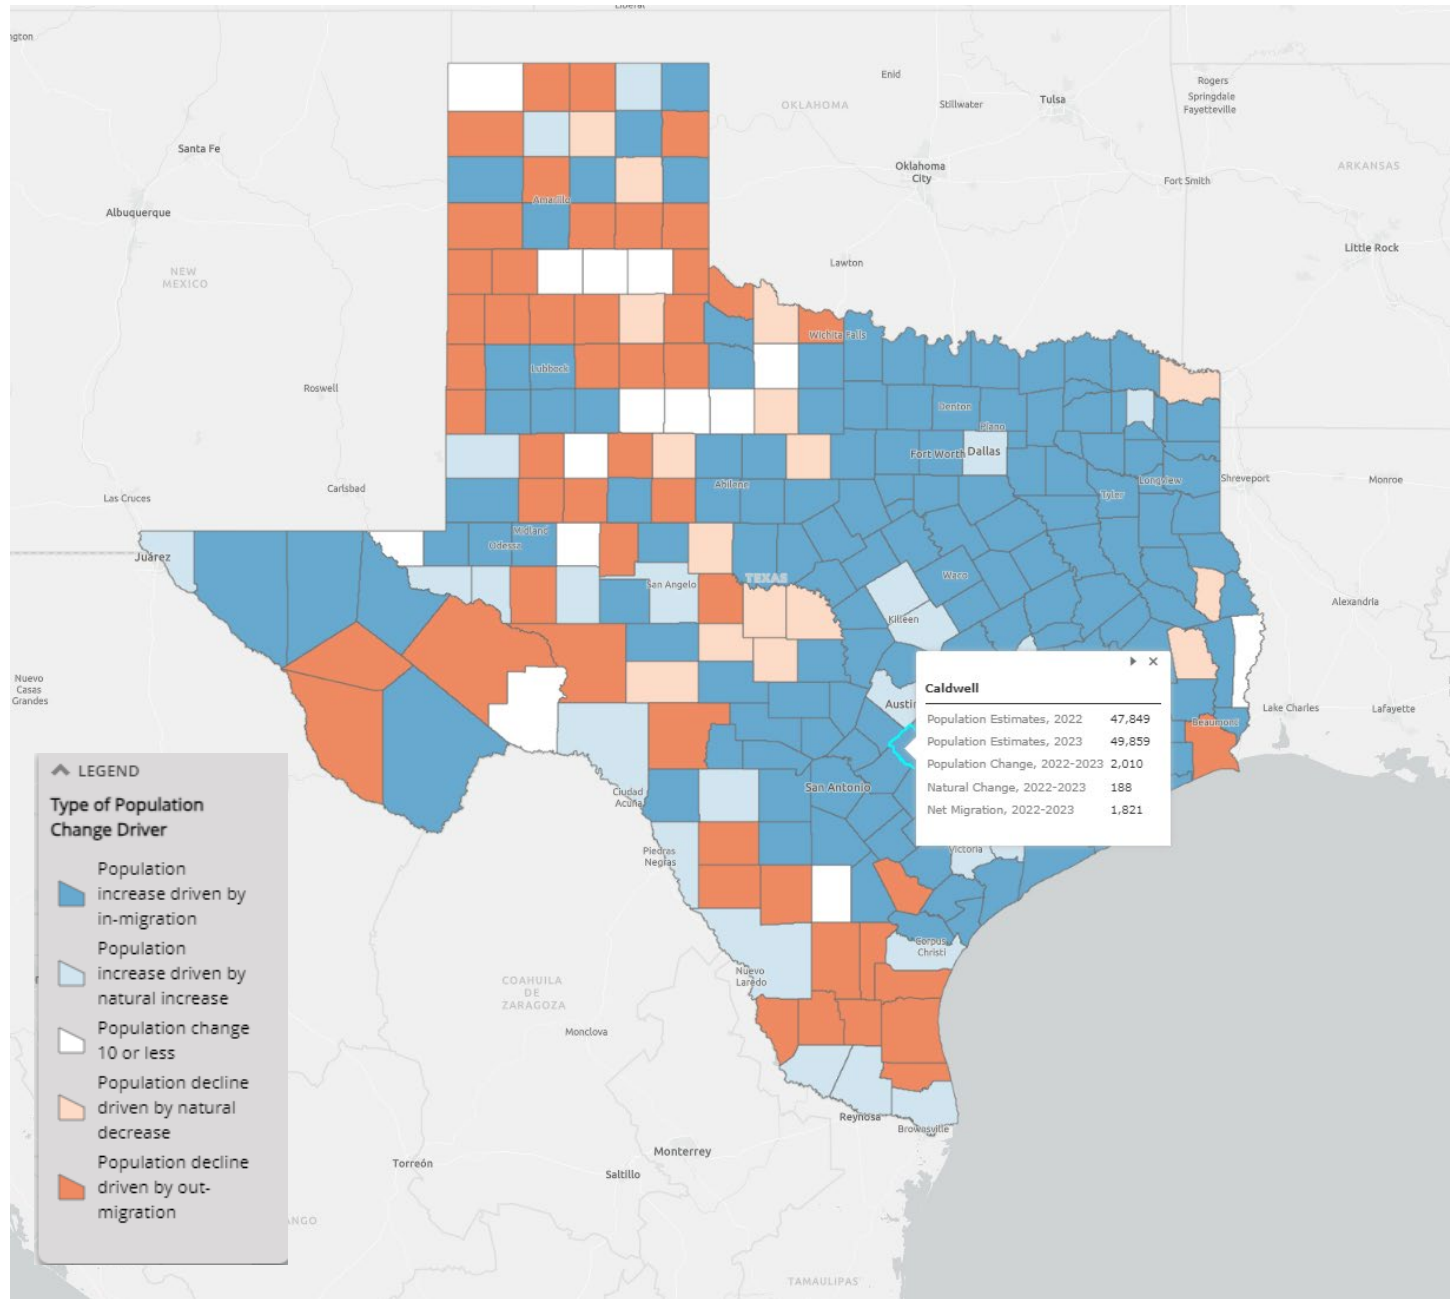 Liberal
ngton
Enid
Rogers
Springdale
Fayetteville
OKLAHOMA
Stillwater
Tulsa
Santa Fe
Oklahoma
City
ARKANSAS
Fort Smith
Amarillo
Albuquerque
Little Rock
Lawton
NEW
MEXICO
Wichita Falls
Lubbock
Roswell
Denton
Plano
Fort Worth
Dallas
Las Cruces
Carlsbad
Abilene
Tyler
Longview
Shreveport
Monroe
Midland
Odessa
Juárez
San Angelo
TEXAS
Waco
Alexandria
Killeen
Nuevo
Casas
Grandes
Austin
Caldwell
Population Estimates, 2022 47,849
Population Estimates, 2023 49,859
Population Change, 2022-2023 2,010
Natural Change, 2022-2023 188
Net Migration, 2022-2023 1,821
Beaumont
Lake Charles
Lafayette
LEGEND
Type of Population
Change Driver
Population
increase driven by
in-migration
Population
increase driven by
natural increase
Population change
10 or less
Population decline
driven by natural
decrease
Population decline
driven by out-
migration
San Antonio
Ciudad
Acuña
Piedras
Negras
Victoria
Corpus
Christi
Nuevo
Laredo
COAHUILA
DE
ZARAGOZA
Monclova
Reynosa
Brownsville
Monterrey
Torreón
Saltillo
ANGO
TAMAULIPAS